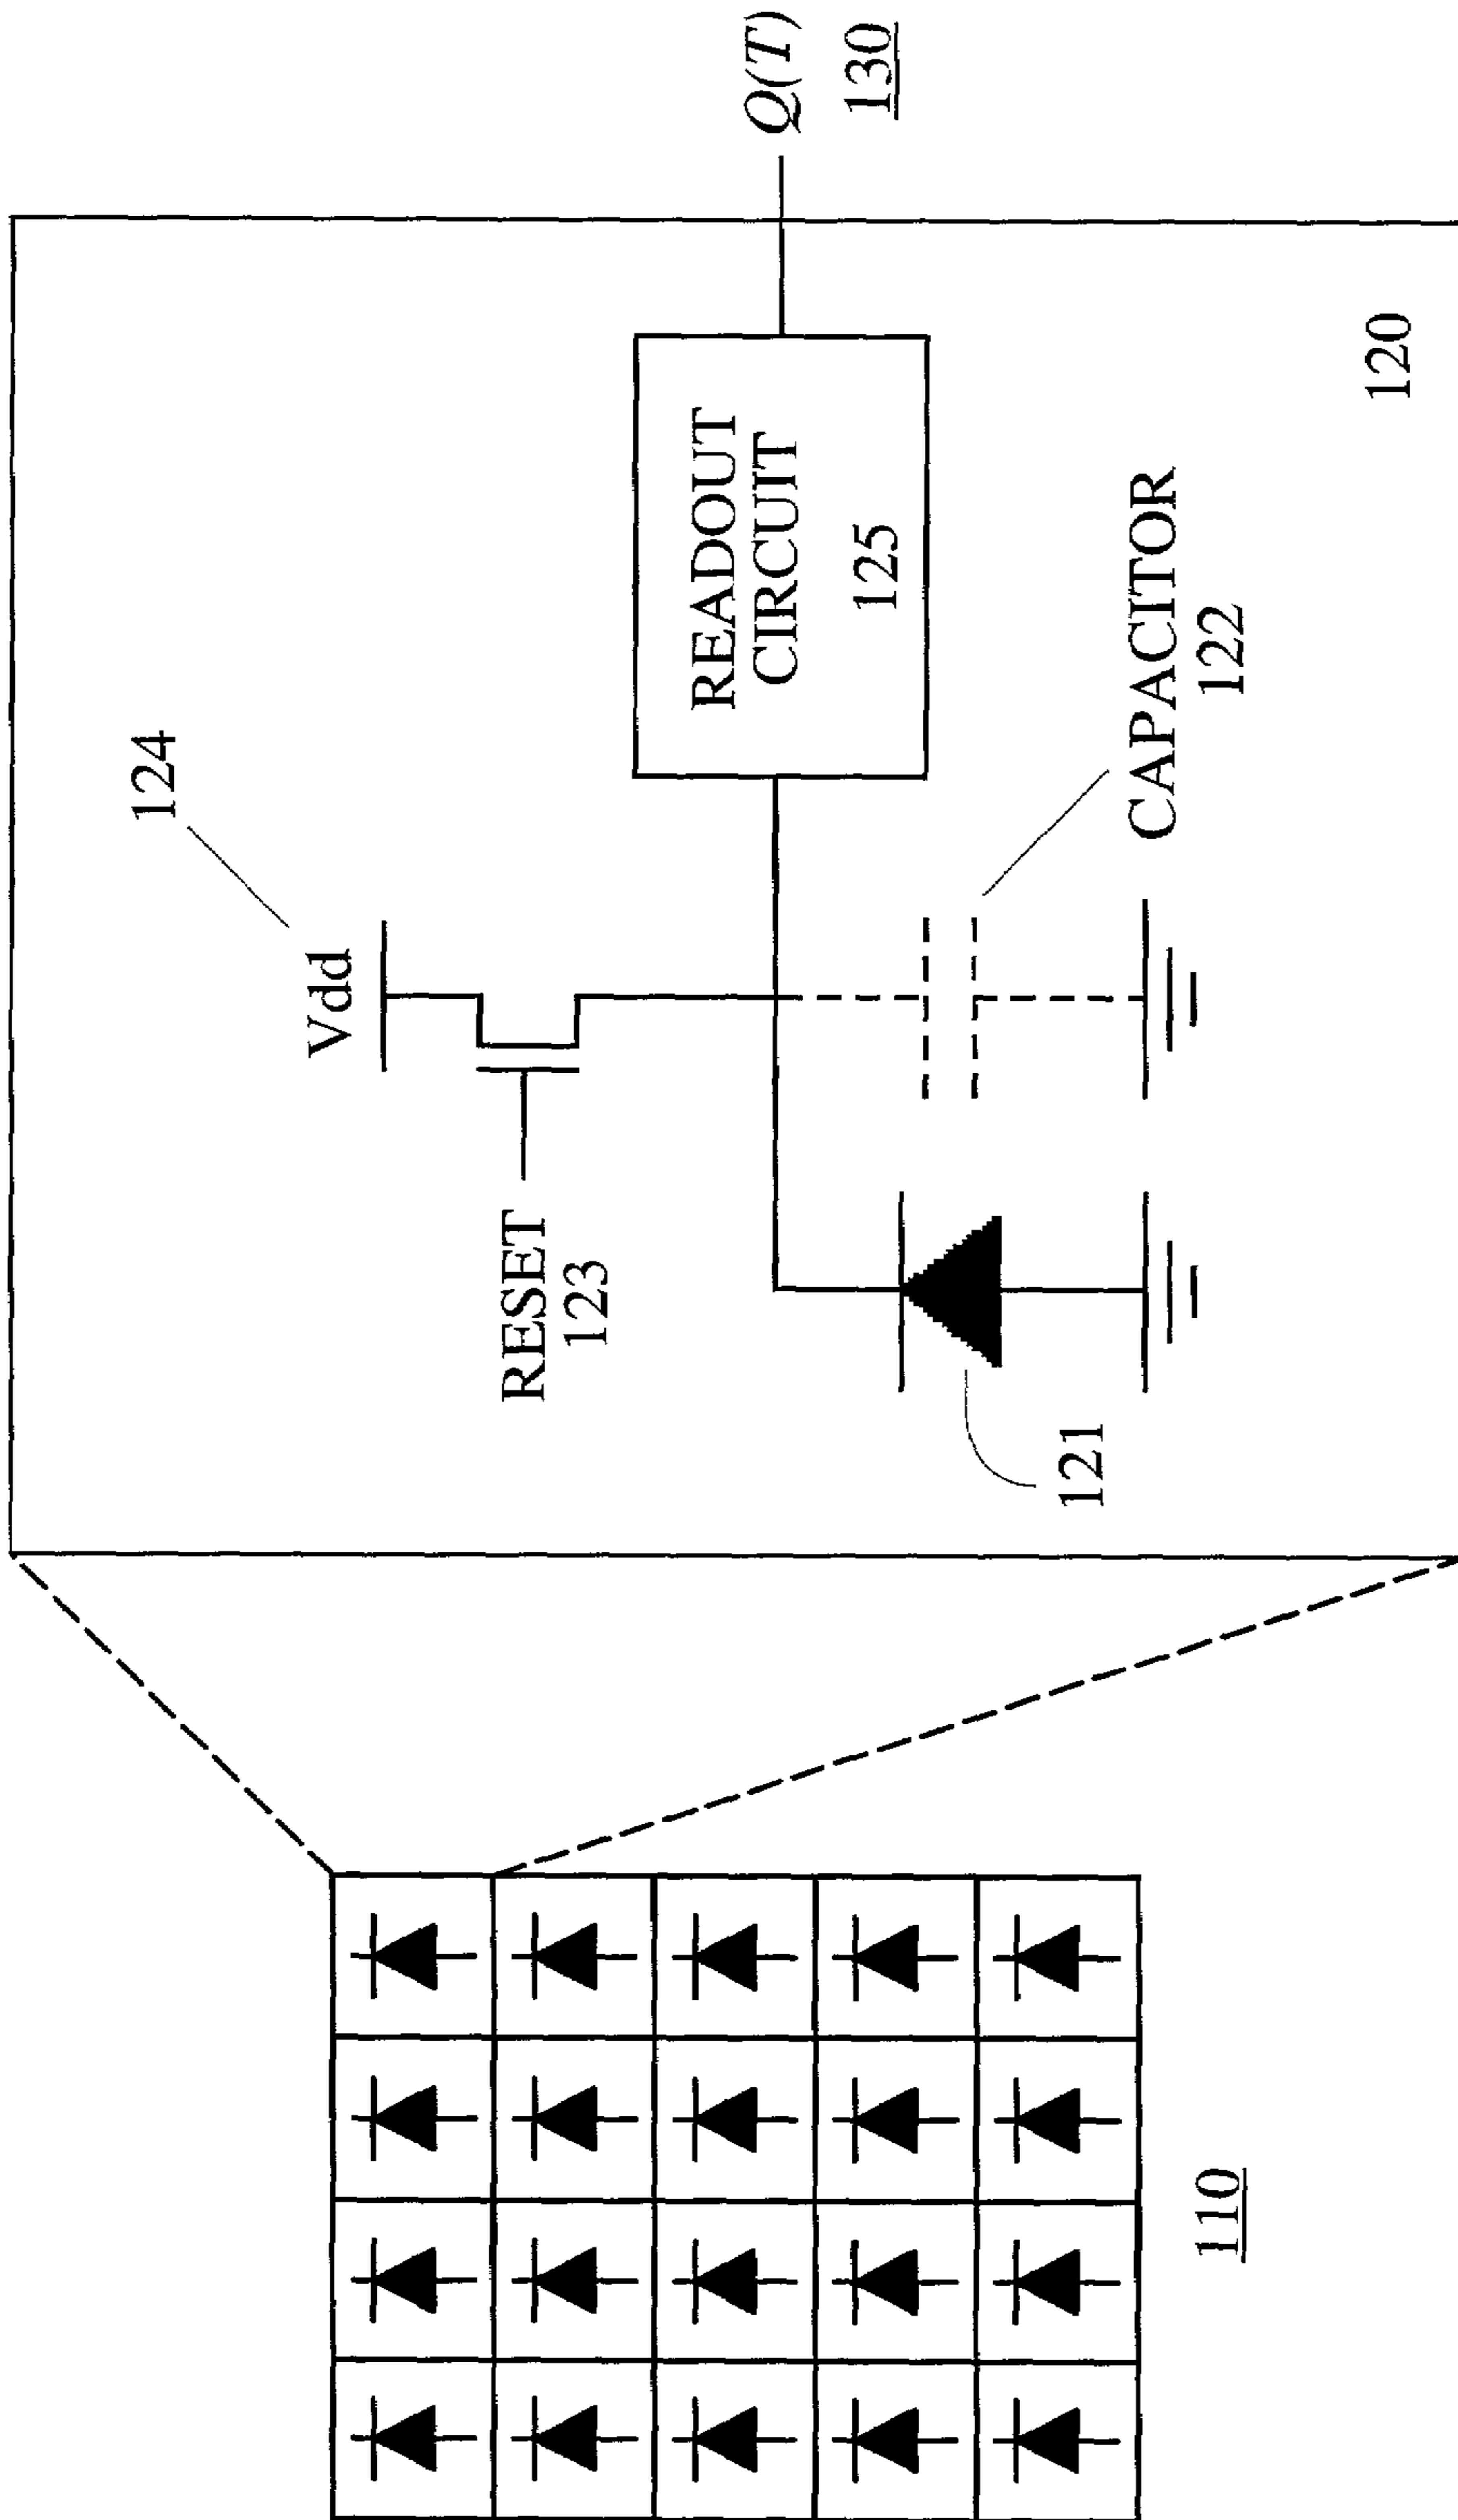 110
121
RESET
123
Vdd
124
CAPACITOR
122
READOUT
CIRCUIT
125
120
Q(T)
130